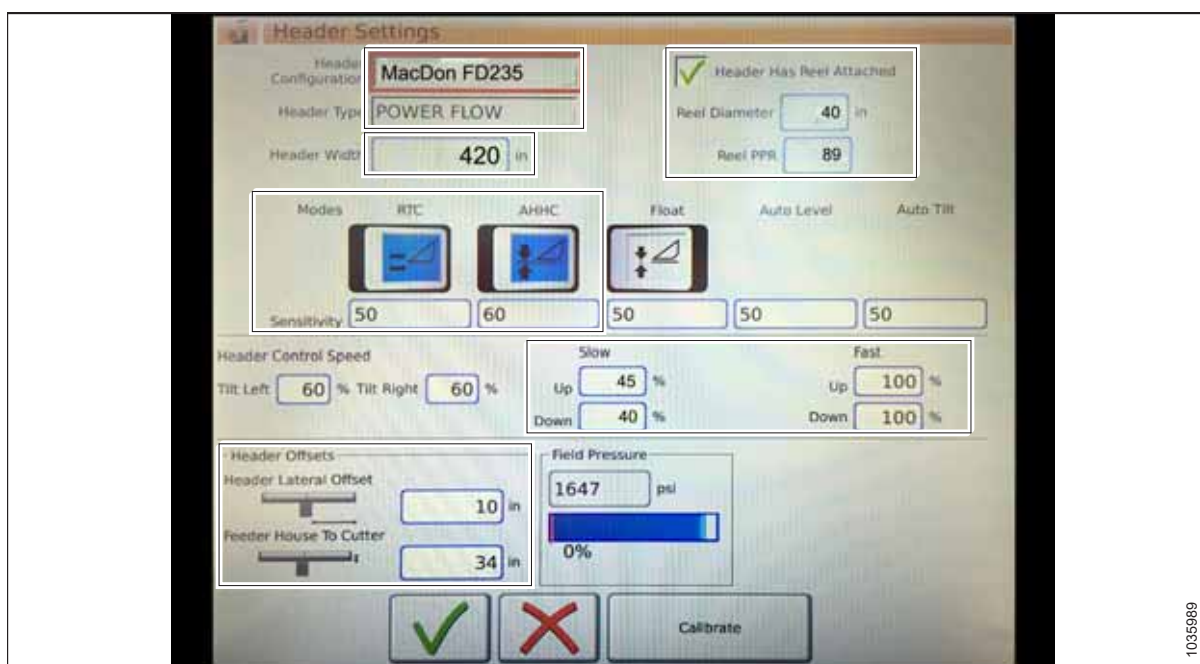 Header Settings
Header Configuration MacDon FD235
Header Type POWER FLOW
Header Width 420 in
Header Has Reel Attached
Reel Diameter 40 in
Reel PPR 89
Modes RTC AHHC Float Auto Level Auto Tilt
Sensitivity 50 60 50 50 50
Header Control Speed
Tilt Left 60 % Tilt Right 60 %
Slow Fast
Up 45 % Up 100 %
Down 40 % Down 100 %
Header Offsets
Header Lateral Offset
10 in
Feeder House To Cutter
34 in
Field Pressure
1647 psi
0%
Calibrate
1035989